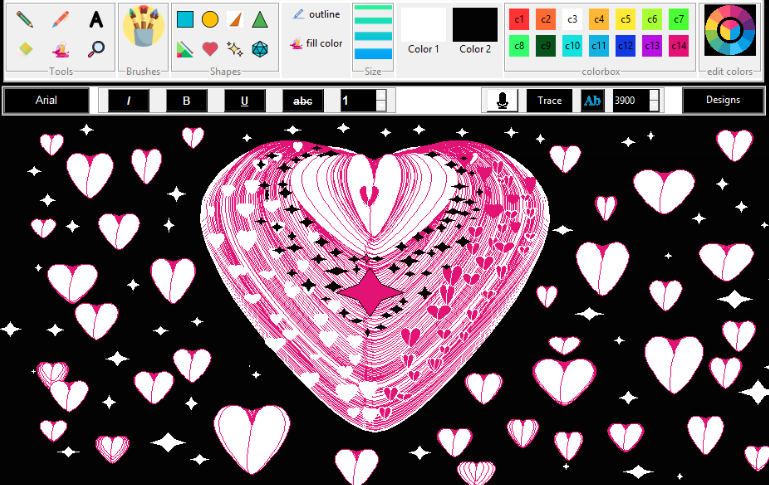 A
outline
fill color
Tools
Brushes
Shapes
Size
Color 1
Color 2
c1 c2 c3 c4 c5 c6 c7
c8 c9 c10 c11 c12 c13 c14
colorbox
edit colors
Arial
I
B
U
abc
1
Trace
Ab
3900
Designs